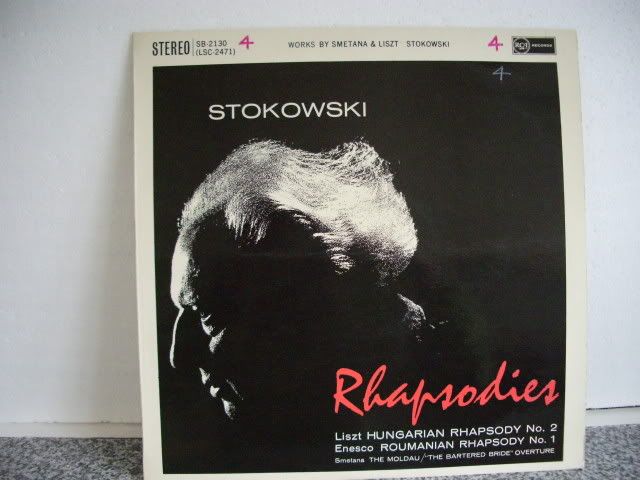 STEREO SB-2130 4 WORKS BY SMETANA & LISZT STOKOWSKI 4 RCA RECORDS
(LSC-2471)
4
STOKOWSKI
Rhapsodies
Liszt HUNGARIAN RHAPSODY No. 2
Enesco ROUMANIAN RHAPSODY No. 1
Smetana THE MOLDAU/"THE BARTERED BRIDE" OVERTURE